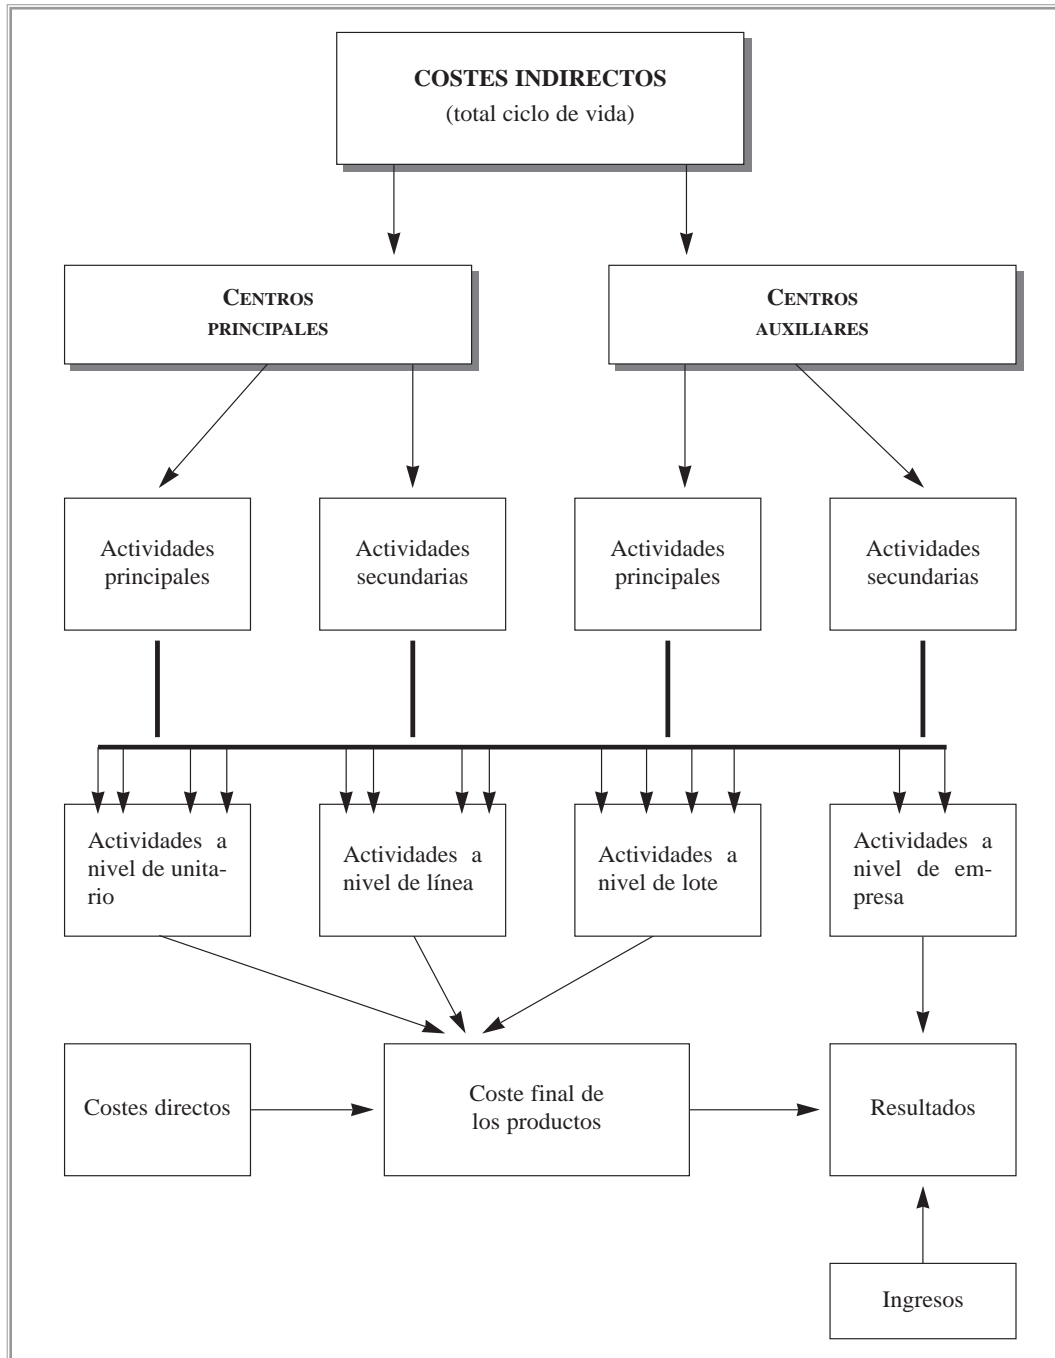 COSTES INDIRECTOS
(total ciclo de vida)
CENTROS
PRINCIPALES
CENTROS
AUXILIARES
Actividades
principales
Actividades
secundarias
Actividades
principales
Actividades
secundarias
Actividades a
nivel de unita-
rio
Actividades a
nivel de línea
Actividades a
nivel de lote
Actividades a
nivel de em-
presa
Costes directos
Coste final de
los productos
Resultados
Ingresos